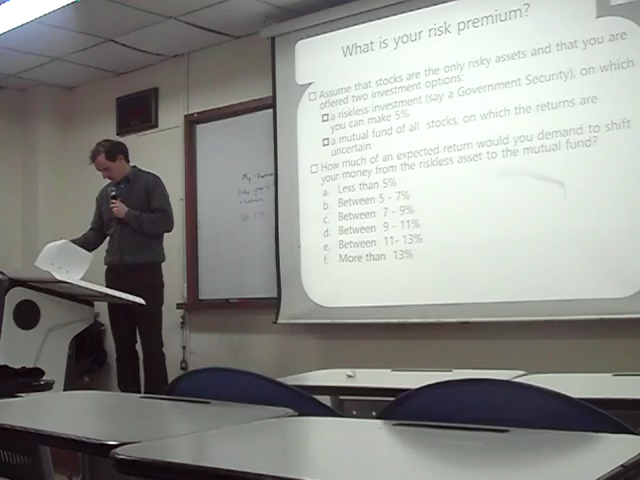 What is your risk premium?
Assume that stocks are the only risky assets and that you are
offered two investment options:
a riskless investment (say a Government Security), on which
you can make 5%
a mutual fund of all stocks, on which the returns are
uncertain
How much of an expected return would you demand to shift
your money from the riskless asset to the mutual fund?
a. Less than 5%
b. Between 5 - 7%
c. Between 7 - 9%
d. Between 9 - 11%
e. Between 11- 13%
f. More than 13%